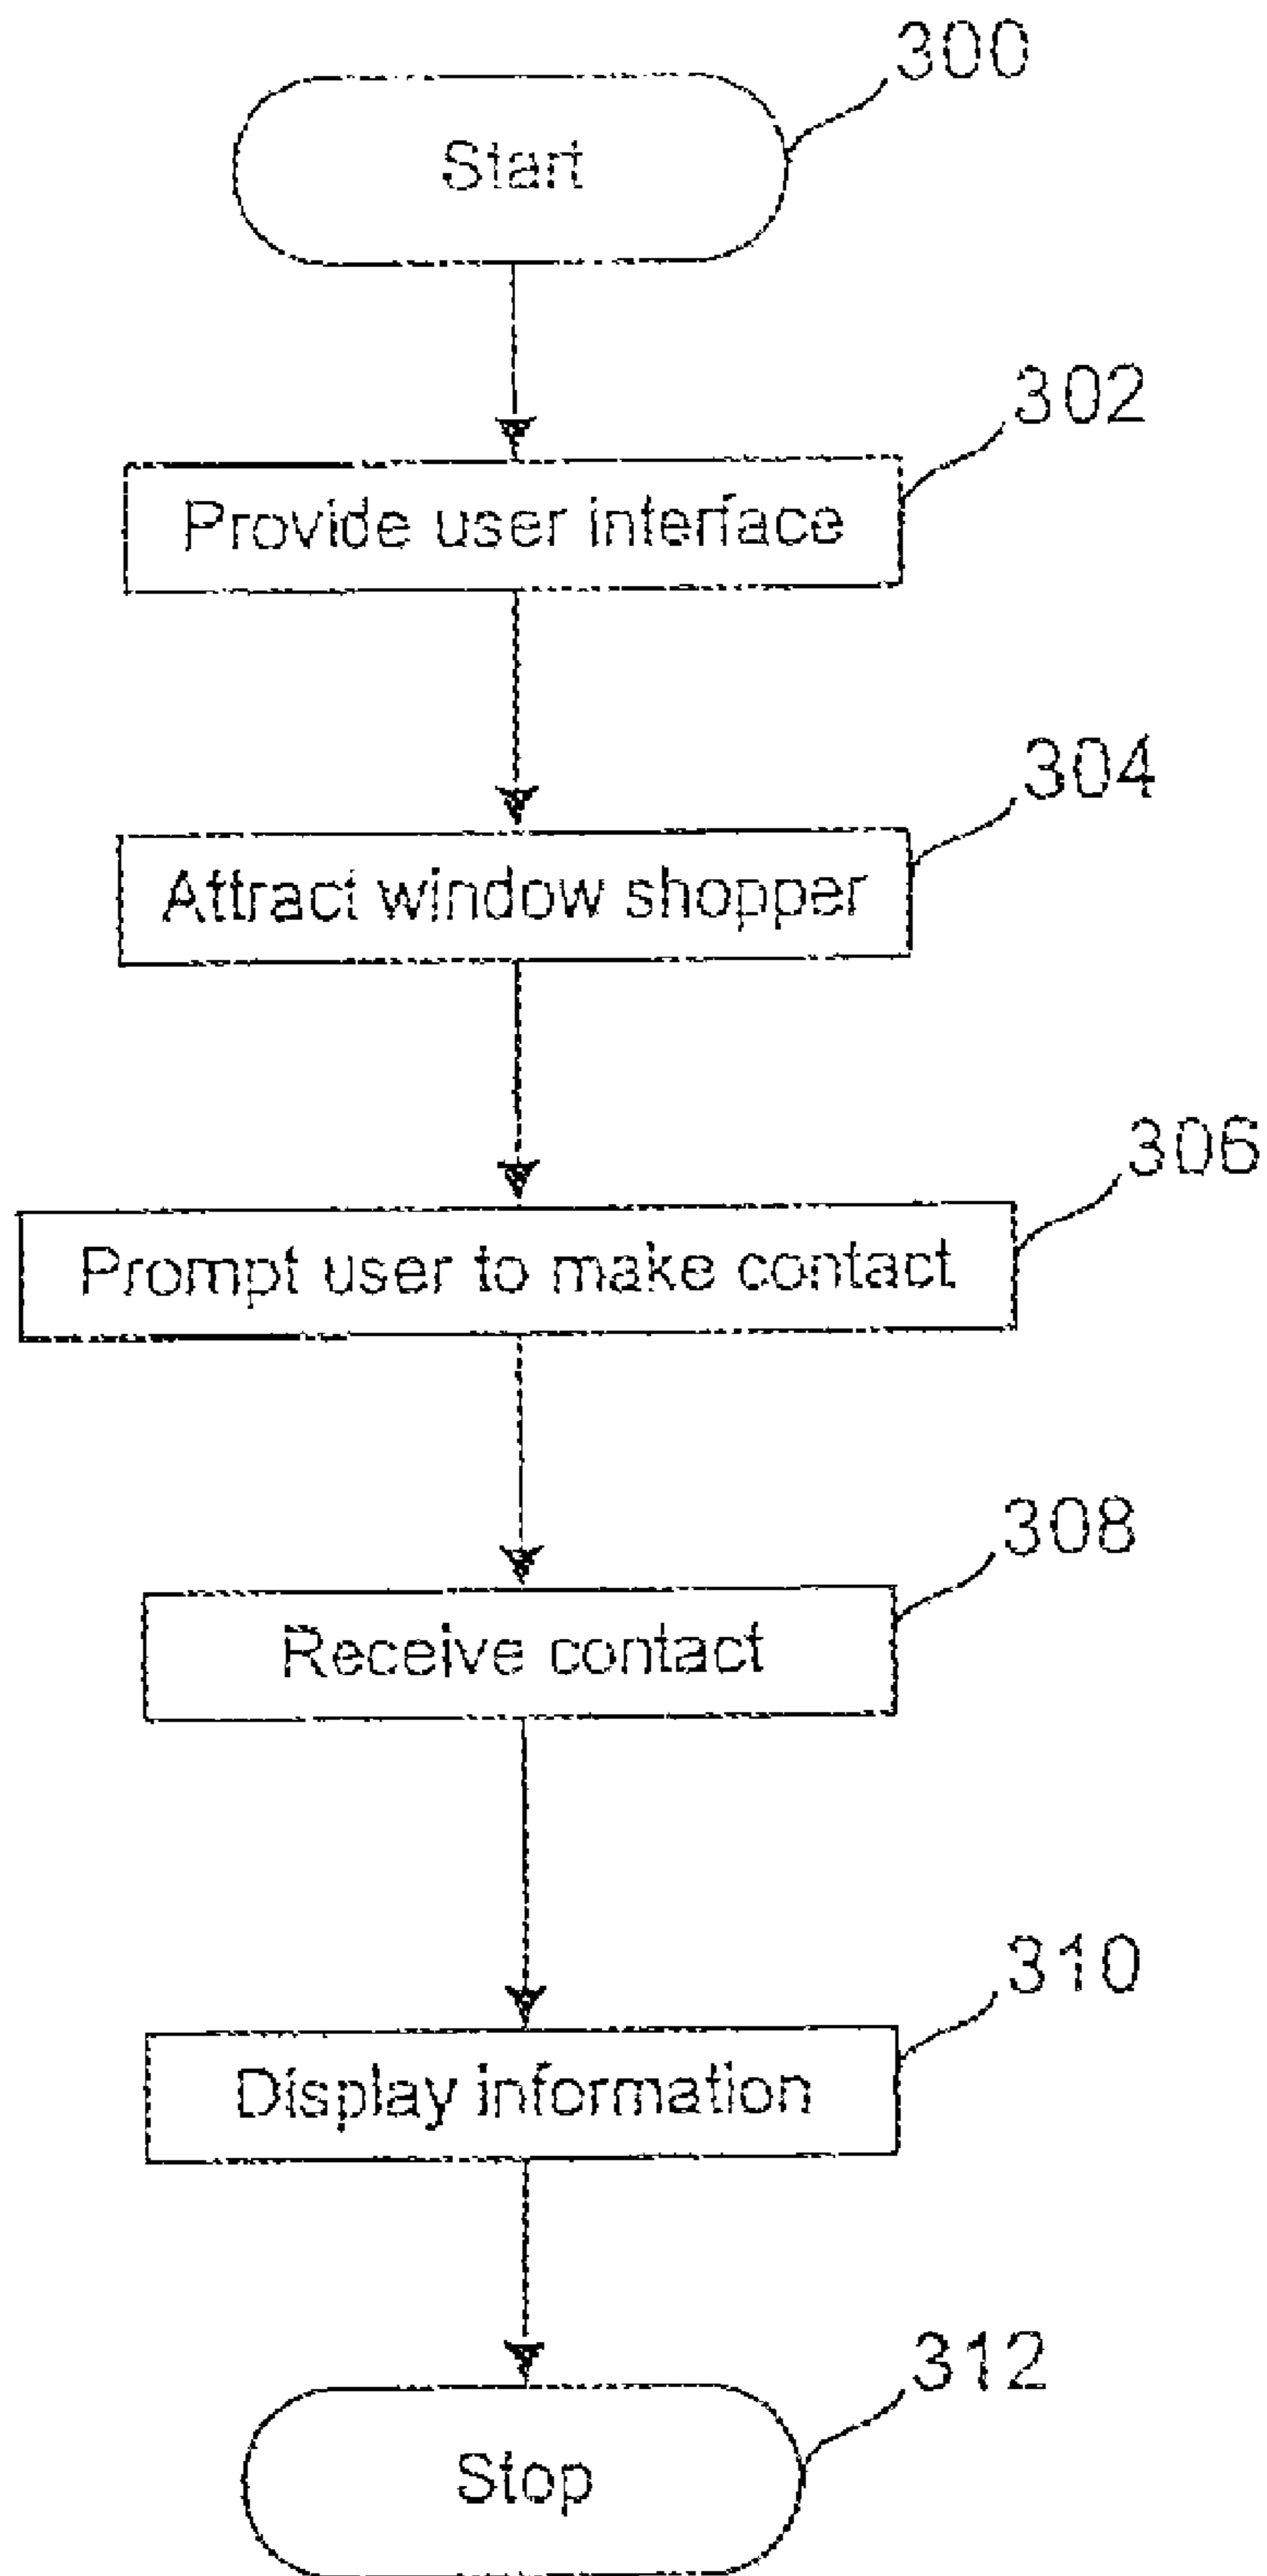 300
Start
302
Provide user interface
304
Attract window shopper
306
Prompt user to make contact
308
Receive contact
310
Display information
312
Stop